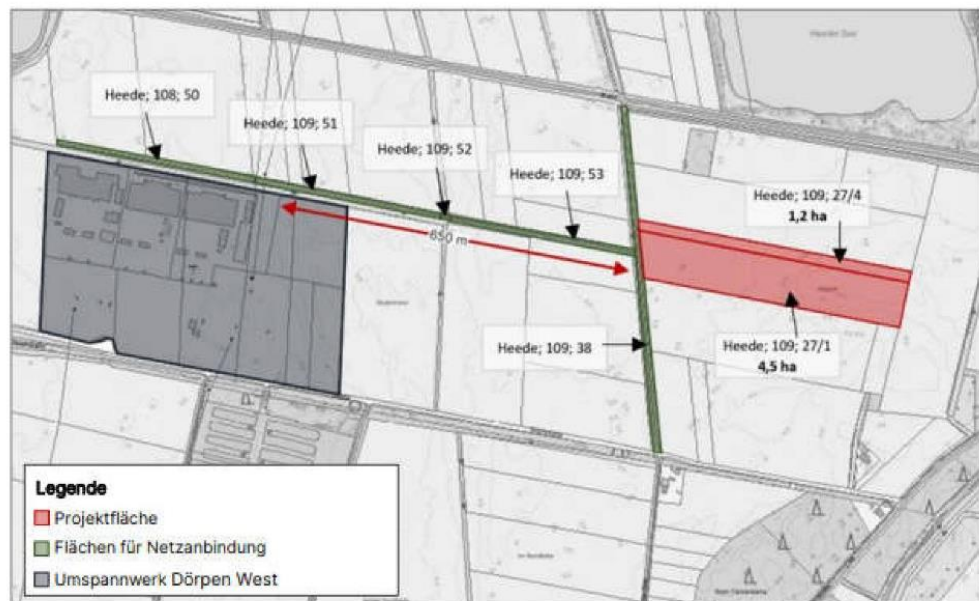 Heede; 108; 50
Heede; 109; 51
Heede; 109; 52
Heede; 109; 53
Heede; 109; 27/4
1,2 ha
650 m
Heede; 109; 38
Heede; 109; 27/1
4,5 ha
Legende
Projektfläche
Flächen für Netzanbindung
Umspannwerk Dörpen West